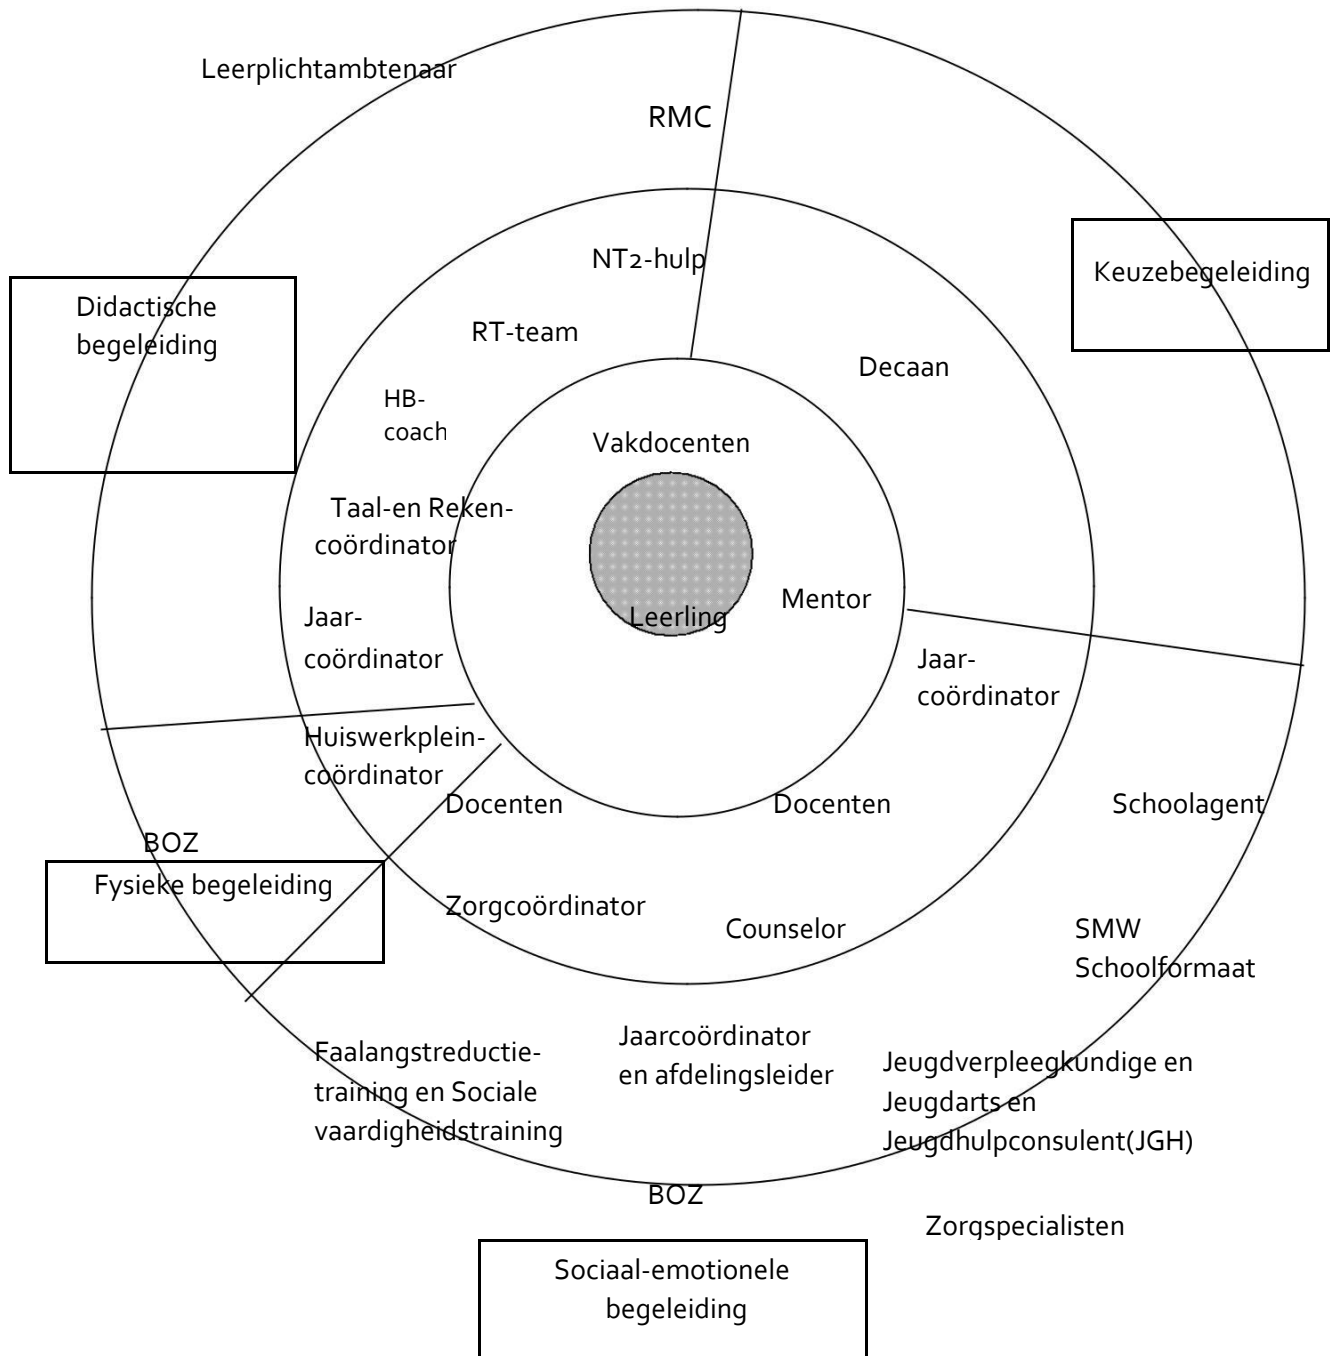 Leerplichtambtenaar
RMC
NT2-hulp
Keuzebegeleiding
Didactische
begeleiding
RT-team
Decaan
HB-
coach
Vakdocenten
Taal-en Reken-
coördinator
Mentor
Leerling
Jaar-
coördinator
Jaar-
coördinator
Huiswerkplein-
coördinator
Docenten
Docenten
Schoolagent
BOZ
Fysieke begeleiding
Zorgcoördinator
Counselor
SMW
Schoolformaat
Faalangstreductie-
training en Sociale
vaardigheidstraining
Jaarcoördinator
en afdelingsleider
Jeugdverpleegkundige en
Jeugdarts en
Jeugdhulpconsulent(JGH)
BOZ
Zorgspecialisten
Sociaal-emotionele
begeleiding